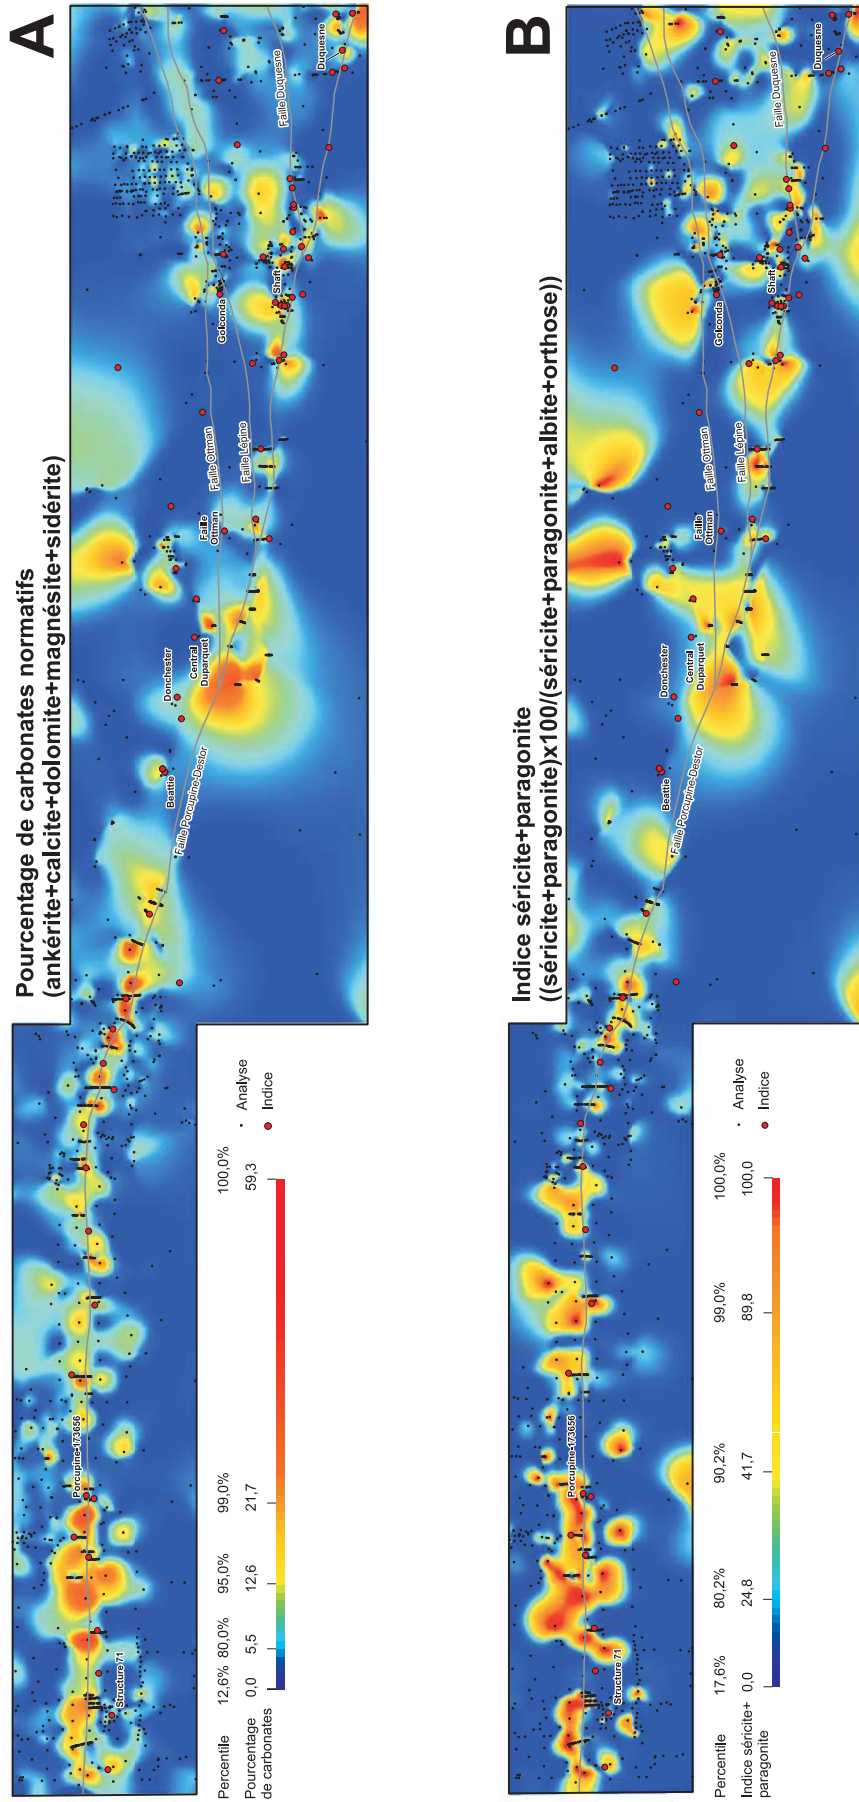 A
Pourcentage de carbonates normatifs
(ankérite+calcite+dolomite+magnésite+sidérite)
Porcupine-173656
Structure 71
Beattie
Faille Porcupine-Destor
Donchester
Central
Duparquet
Faille
Ottman
Faille Ottman
Faille Lépine
Golconda
Shaft
Faille Duquesne
Duquesne
Percentile
12,6% 80,0% 95,0% 99,0% 100,0%
Pourcentage
de carbonates
0,0 5,5 12,6 21,7 59,3
Analyse
Indice
B
Indice séricite+paragonite
((séricite+paragonite)x100/(séricite+paragonite+albite+orthose))
Porcupine-173656
Structure 71
Beattie
Faille Porcupine-Destor
Donchester
Central
Duparquet
Faille
Ottman
Faille Ottman
Faille Lépine
Golconda
Shaft
Faille Duquesne
Duquesne
Percentile
17,6% 80,2% 90,2% 99,0% 100,0%
Indice séricite+
paragonite
0,0 24,8 41,7 89,8 100,0
Analyse
Indice